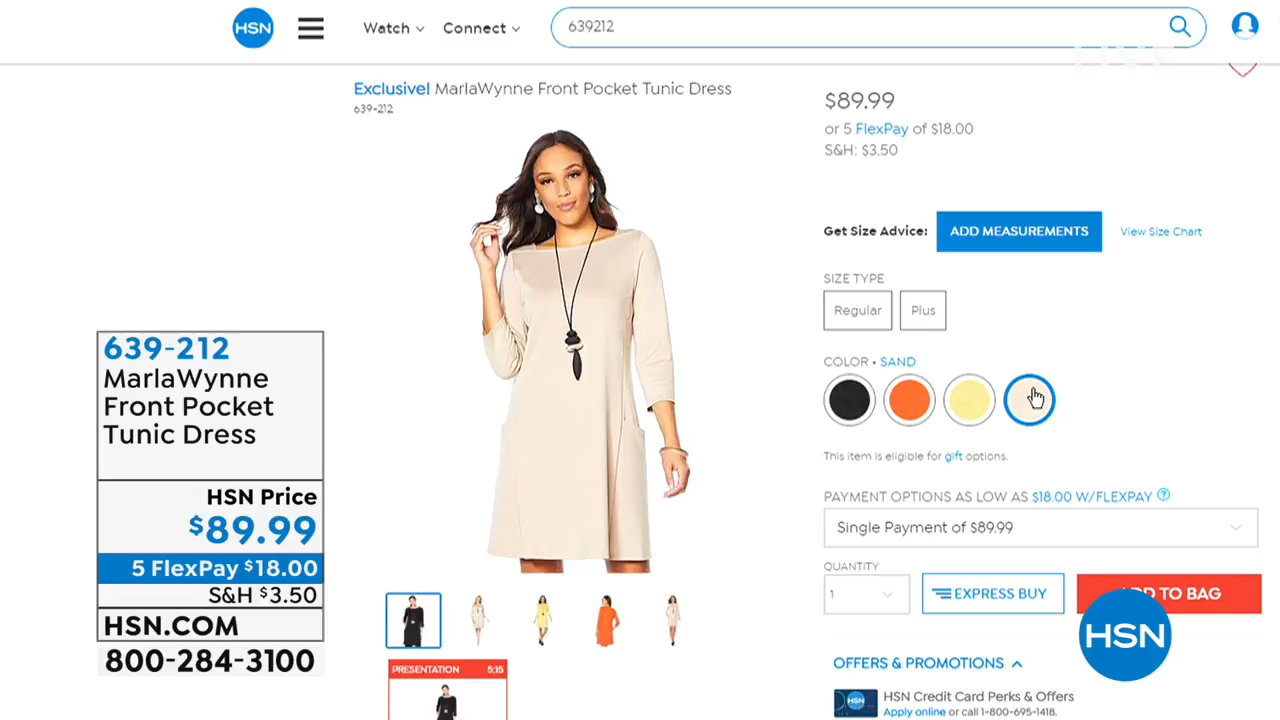 HSN
Watch
Connect
639212
LIVE
Exclusive! MarlaWynne Front Pocket Tunic Dress
639-212
$89.99
or 5 FlexPay of $18.00
S&H: $3.50
Get Size Advice:
ADD MEASUREMENTS
View Size Chart
SIZE TYPE
Regular
Plus
COLOR • SAND
This item is eligible for gift options.
PAYMENT OPTIONS AS LOW AS $18.00 W/FLEXPAY ?
Single Payment of $89.99
QUANTITY
1
EXPRESS BUY
TO BAG
HSN
OFFERS & PROMOTIONS
HSN
HSN Credit Card Perks & Offers
Apply online or call 1-800-695-1418.
PRESENTATION 5:15
639-212
MarlaWynne
Front Pocket
Tunic Dress
HSN Price
$89.99
5 FlexPay $18.00
S&H $3.50
HSN.COM
800-284-3100